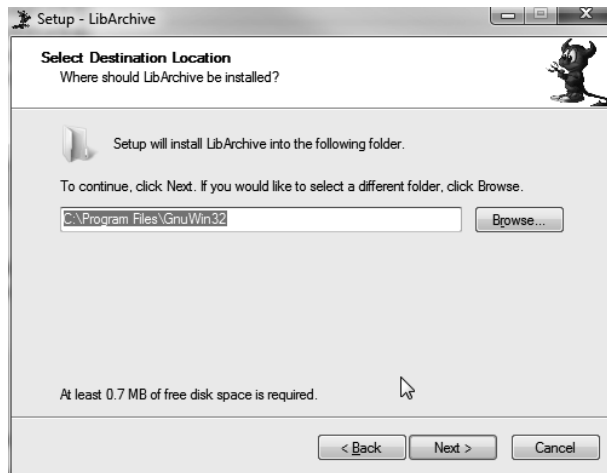 Setup - LibArchive
Select Destination Location
Where should LibArchive be installed?
Setup will install LibArchive into the following folder.
To continue, click Next. If you would like to select a different folder, click Browse.
C:\Program Files\GnuWin32
Browse...
At least 0.7 MB of free disk space is required.
< Back
Next >
Cancel